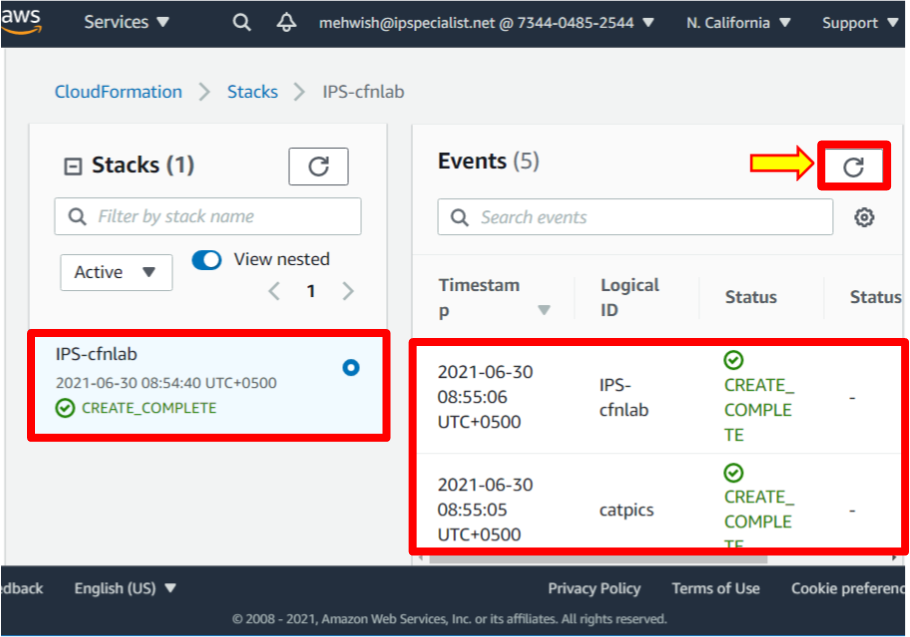 aws Services mehwish@ipspecialist.net @ 7344-0485-2544 N. California Support
CloudFormation Stacks IPS-cfnlab
Stacks (1)
Filter by stack name
Active View nested
1
IPS-cfnlab
2021-06-30 08:54:40 UTC+0500
CREATE_COMPLETE
Events (5)
Search events
Timestam
p
Logical
ID
Status
Status
2021-06-30
08:55:06
UTC+0500
IPS-
cfnlab
CREATE_
COMPLE
TE
-
2021-06-30
08:55:05
UTC+0500
catpics
CREATE_
COMPLE
TE
-
edback English (US) Privacy Policy Terms of Use Cookie preferenc
© 2008 - 2021, Amazon Web Services, Inc. or its affiliates. All rights reserved.